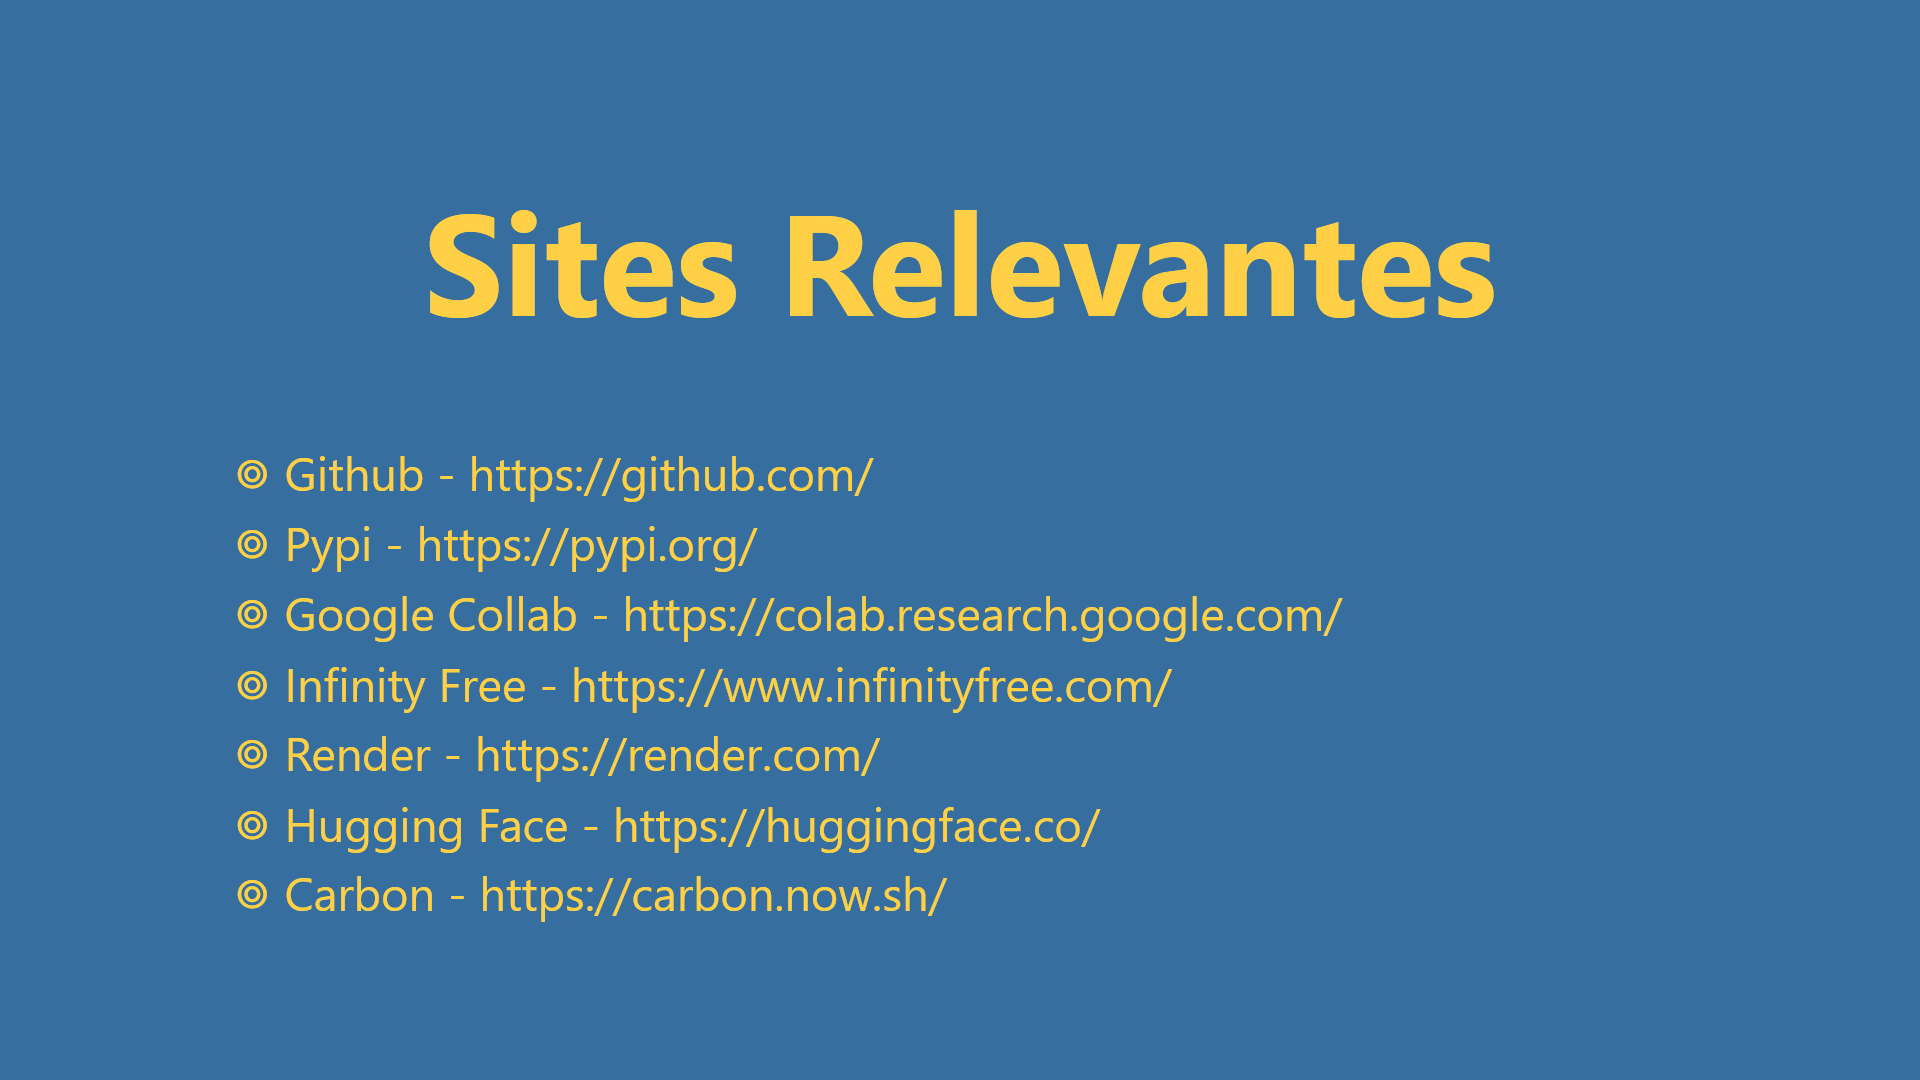 Sites Relevantes
⦾ Github - https://github.com/
⦾ Pypi - https://pypi.org/
⦾ Google Collab - https://colab.research.google.com/
⦾ Infinity Free - https://www.infinityfree.com/
⦾ Render - https://render.com/
⦾ Hugging Face - https://huggingface.co/
⦾ Carbon - https://carbon.now.sh/